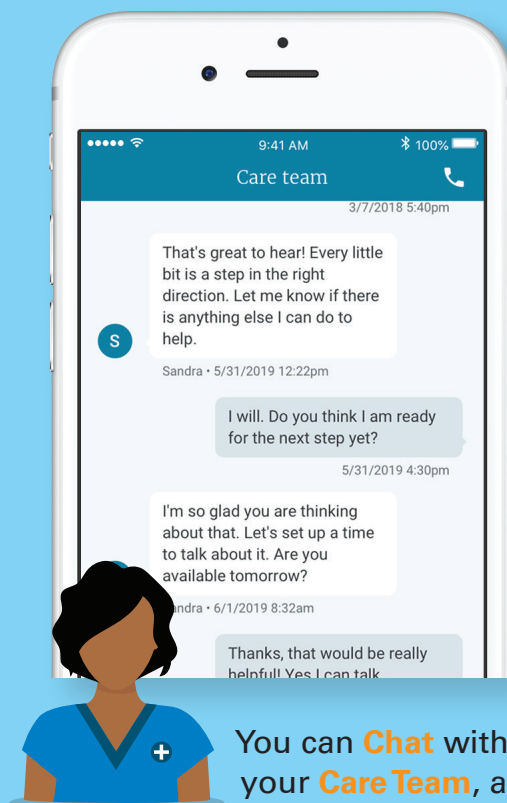 9:41 AM
100%
Care team
3/7/2018 5:40pm
That's great to hear! Every little
bit is a step in the right
direction. Let me know if there
is anything else I can do to
help.
S
Sandra • 5/31/2019 12:22pm
I will. Do you think I am ready
for the next step yet?
5/31/2019 4:30pm
I'm so glad you are thinking
about that. Let's set up a time
to talk about it. Are you
available tomorrow?
ndra • 6/1/2019 8:32am
Thanks, that would be really
helpful! Yes I can talk
You can Chat with
your Care Team, a